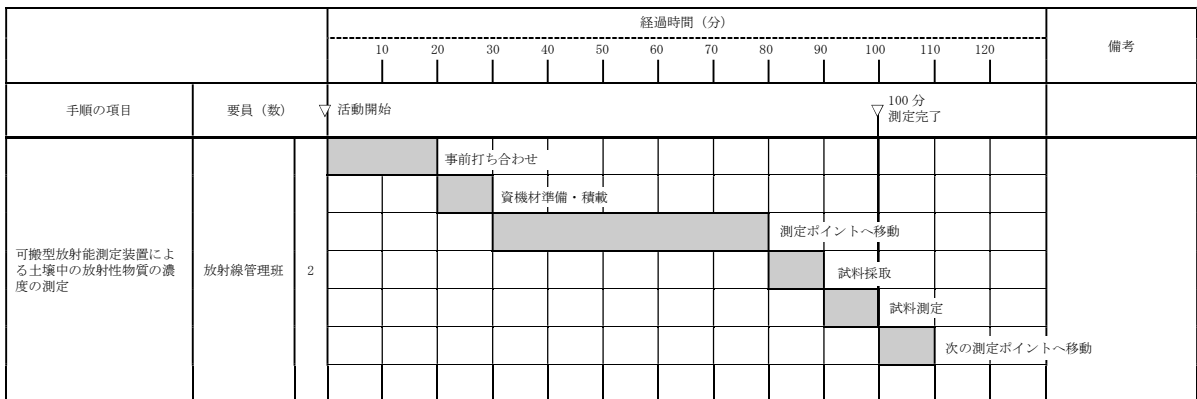 経過時間（分）
備考
10 20 30 40 50 60 70 80 90 100 110 120
手順の項目
要員（数）
▽ 活動開始
▽ 100 分
測定完了
事前打ち合わせ
資機材準備・積載
測定ポイントへ移動
可搬型放射能測定装置によ
る土壌中の放射性物質の濃
度の測定
放射線管理班
2
試料採取
試料測定
次の測定ポイントへ移動